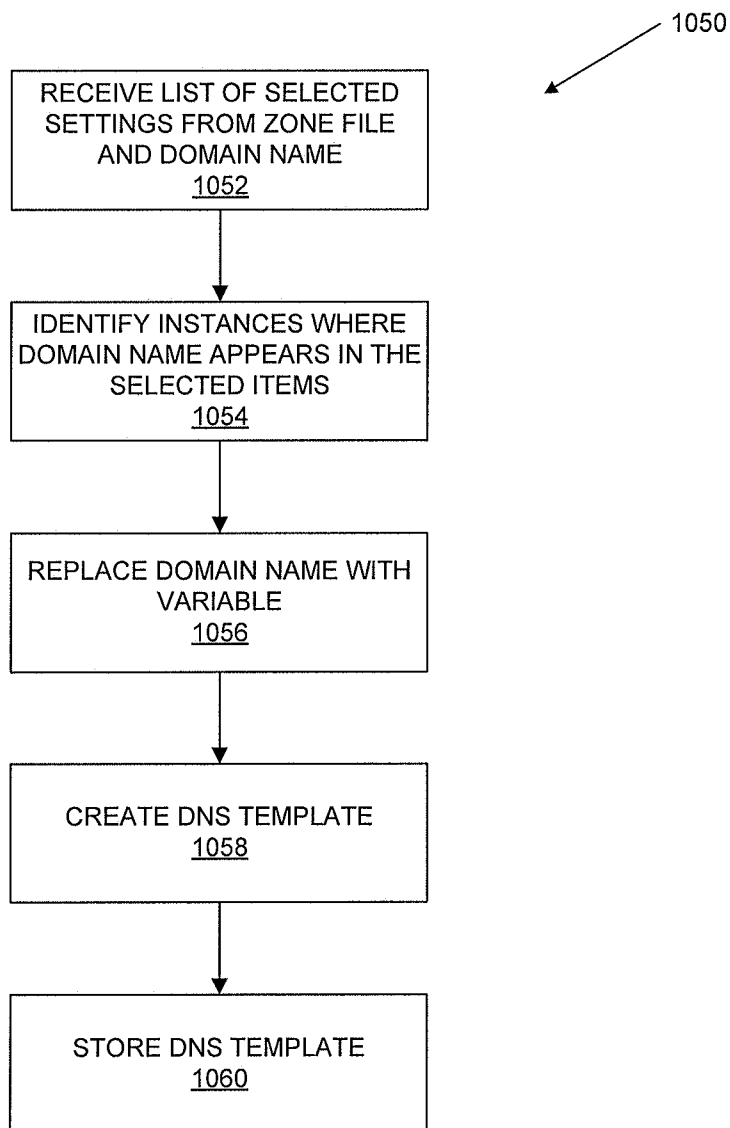 1050
RECEIVE LIST OF SELECTED
SETTINGS FROM ZONE FILE
AND DOMAIN NAME
1052
IDENTIFY INSTANCES WHERE
DOMAIN NAME APPEARS IN THE
SELECTED ITEMS
1054
REPLACE DOMAIN NAME WITH
VARIABLE
1056
CREATE DNS TEMPLATE
1058
STORE DNS TEMPLATE
1060